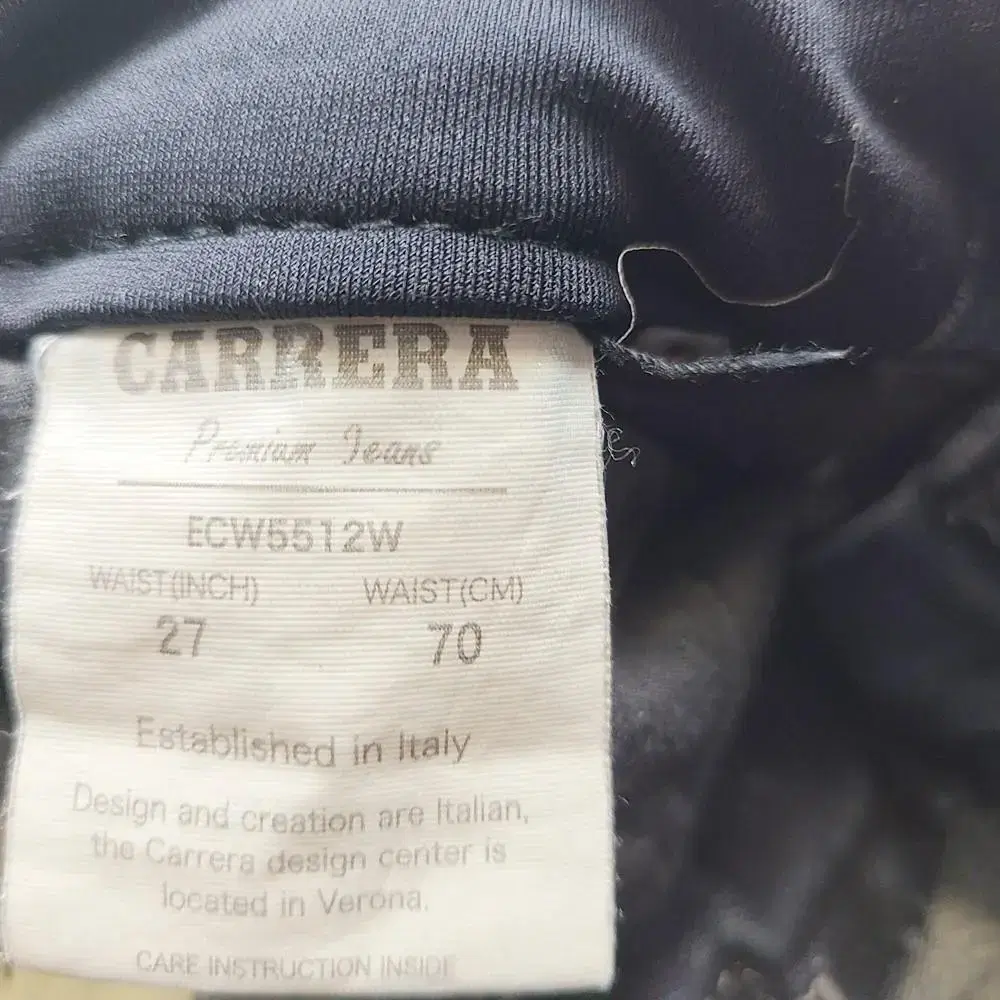 CARRERA
Premium Jeans
ECW5512W
WAIST(INCH) WAIST(CM)
27 70
Established in Italy
Design and creation are Italian,
the Carrera design center is
located in Verona.
CARE INSTRUCTION INSIDE